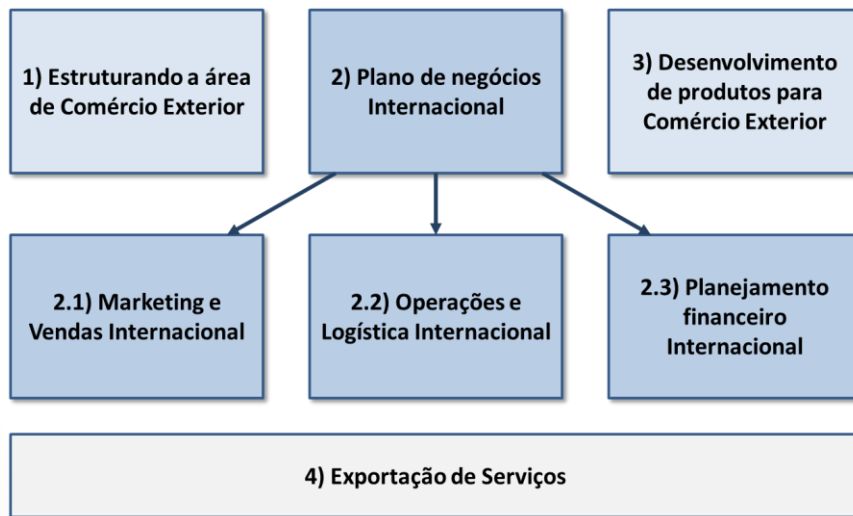 1) Estruturando a área
de Comércio Exterior
2) Plano de negócios
Internacional
3) Desenvolvimento
de produtos para
Comércio Exterior
2.1) Marketing e
Vendas Internacional
2.2) Operações e
Logística Internacional
2.3) Planejamento
financeiro
Internacional
4) Exportação de Serviços